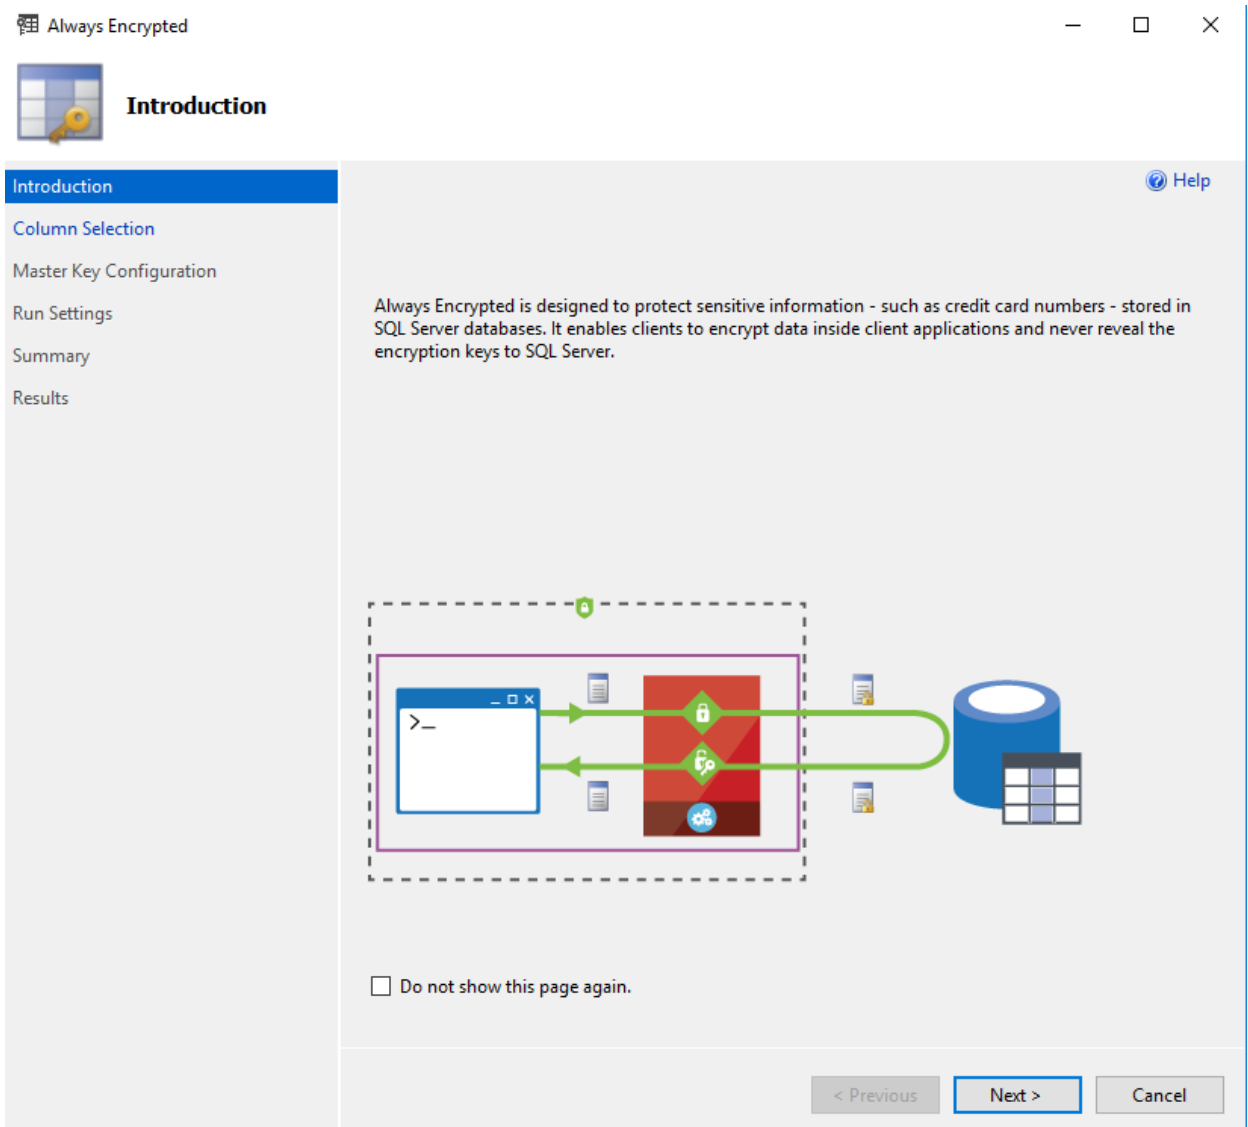 Always Encrypted
Introduction
Introduction
Column Selection
Master Key Configuration
Run Settings
Summary
Results
Help
Always Encrypted is designed to protect sensitive information - such as credit card numbers - stored in
SQL Server databases. It enables clients to encrypt data inside client applications and never reveal the
encryption keys to SQL Server.
>_
Do not show this page again.
< Previous
Next >
Cancel